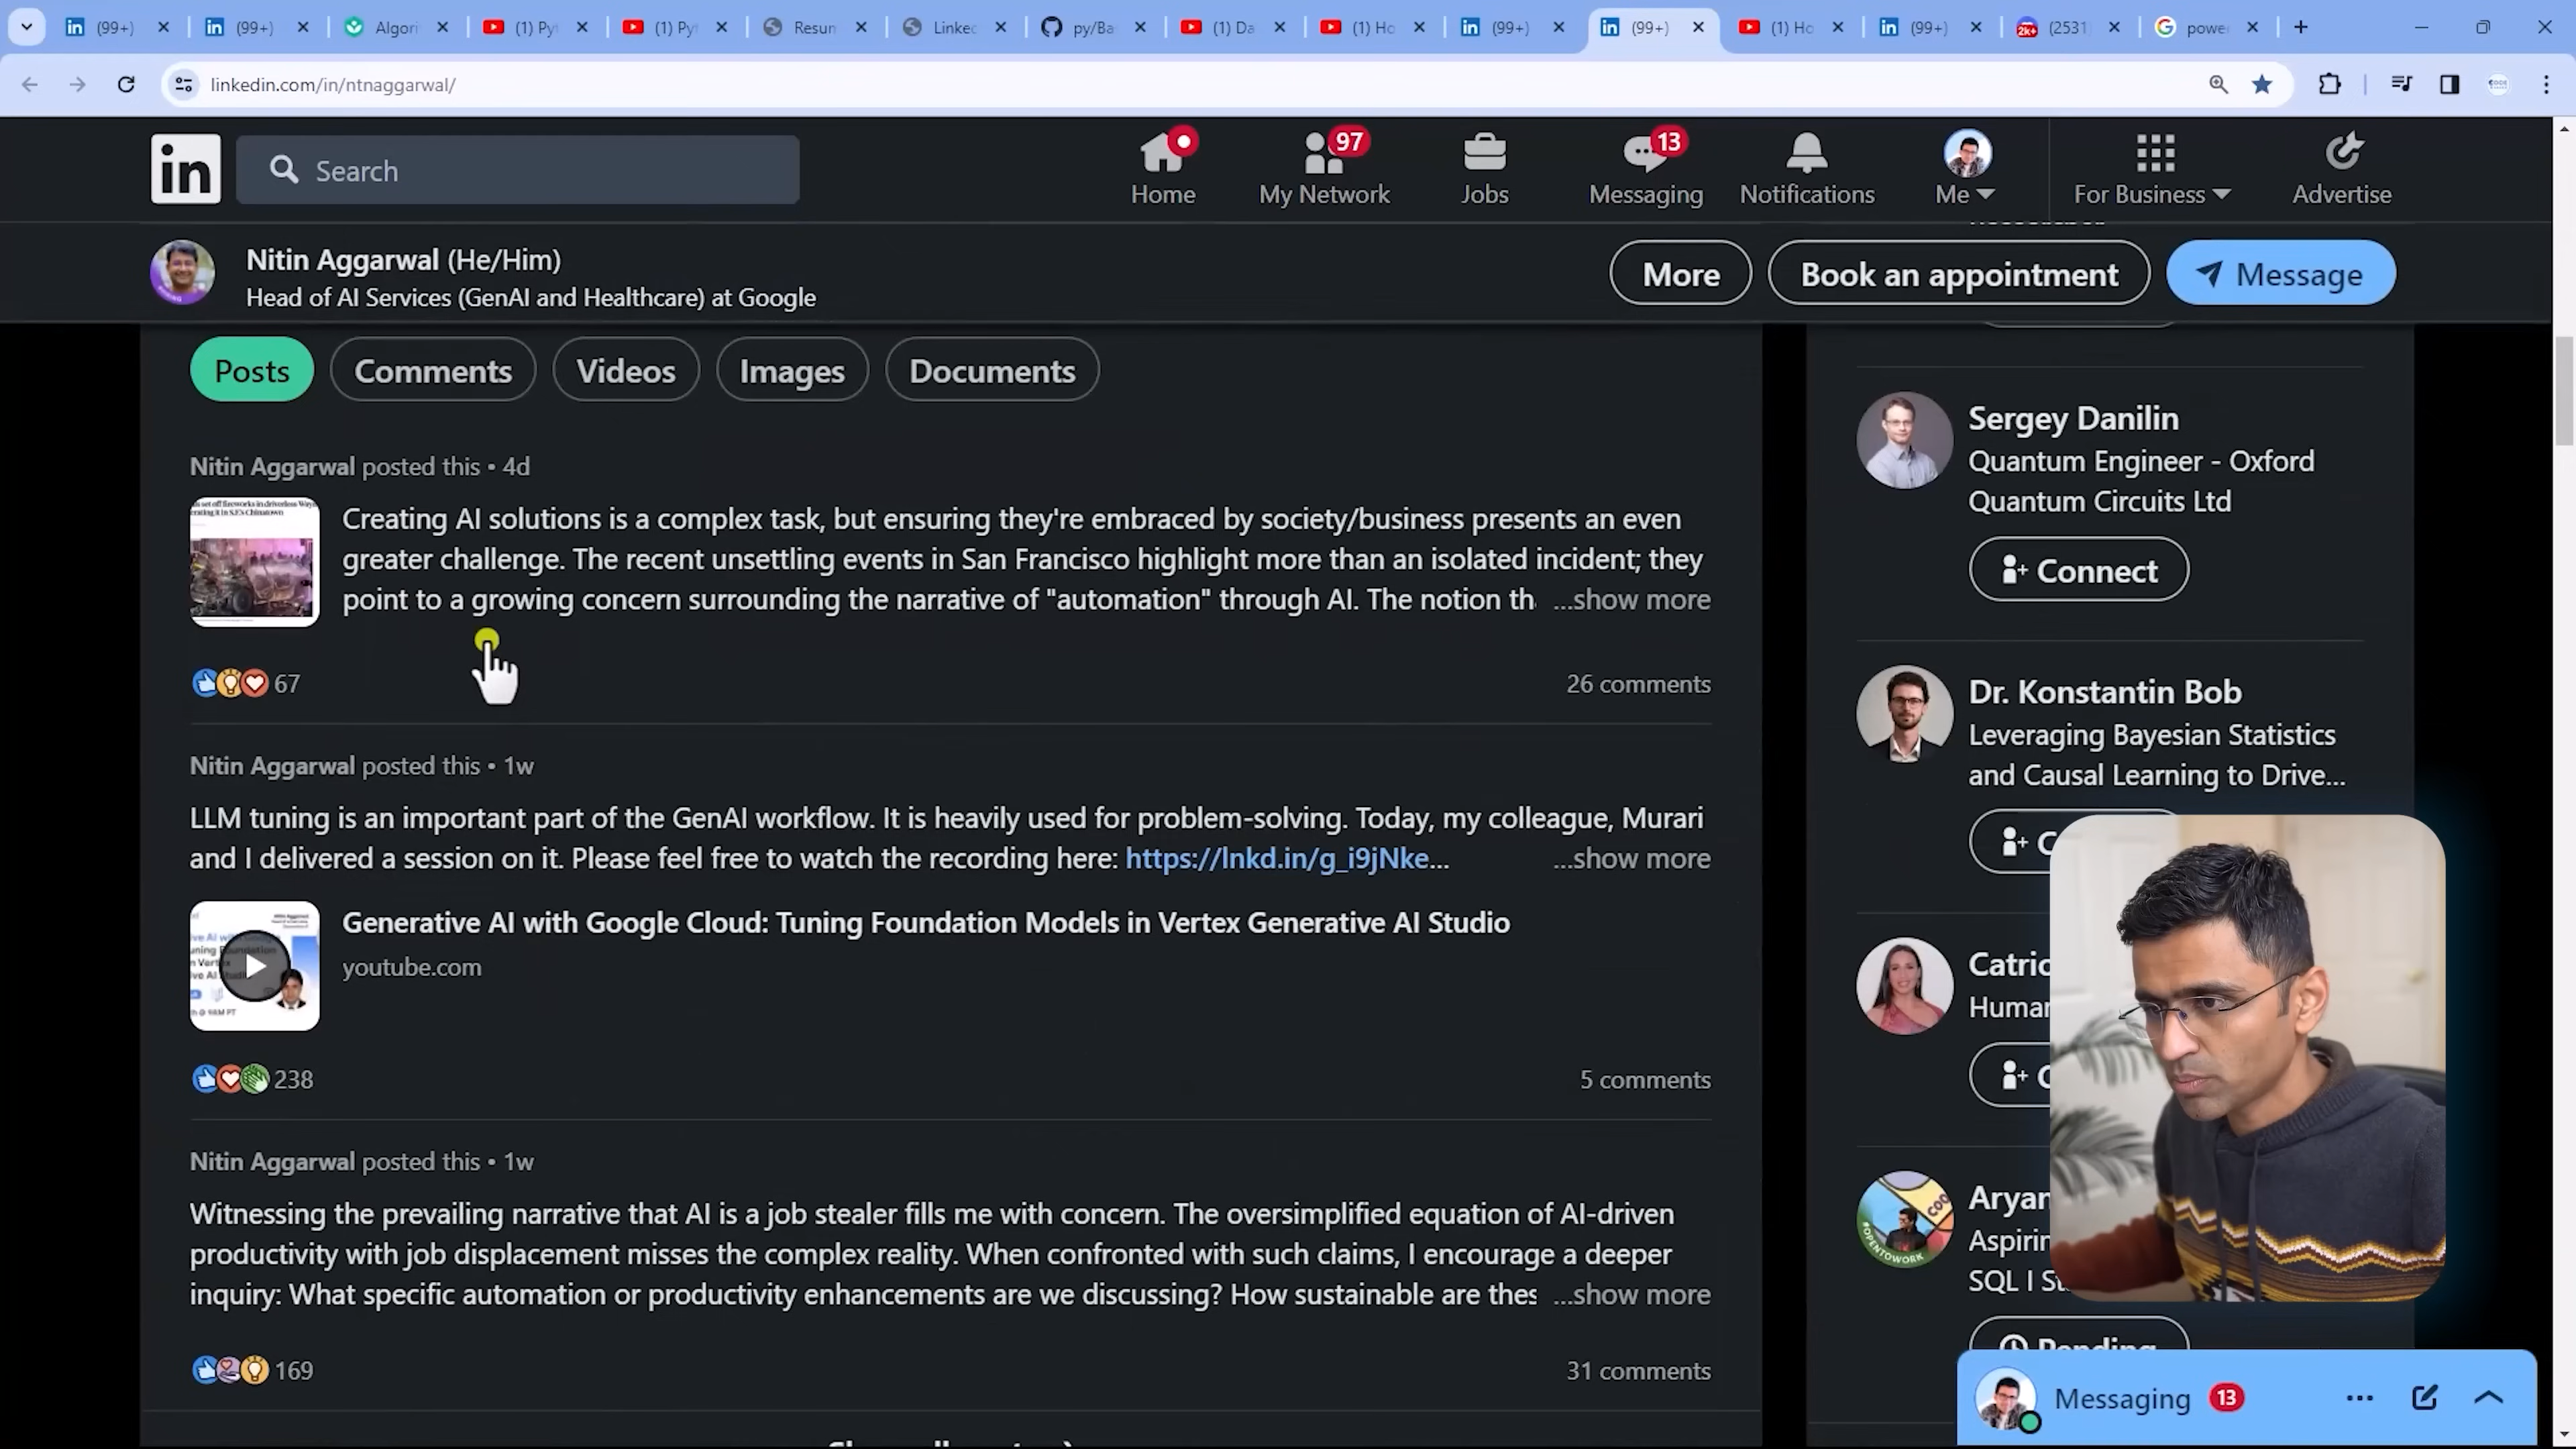 (99+)
(99+)
Algori
(1) Pyt
(1) Pyt
Resun
Linked
py/Ba
(1) Da
(1) Ho
(99+)
(99+)
(1) Ho
(99+)
2k+
(2531
power
linkedin.com/in/ntnaggarwal/
in
Search
Home
97
My Network
Jobs
13
Messaging
Notifications
Me
For Business
Advertise
Nitin Aggarwal (He/Him)
Head of AI Services (GenAI and Healthcare) at Google
More
Book an appointment
Message
Posts
Comments
Videos
Images
Documents
Nitin Aggarwal posted this • 4d
Creating AI solutions is a complex task, but ensuring they're embraced by society/business presents an even
greater challenge. The recent unsettling events in San Francisco highlight more than an isolated incident; they
point to a growing concern surrounding the narrative of "automation" through AI. The notion th ...show more
67
26 comments
Nitin Aggarwal posted this • 1w
LLM tuning is an important part of the GenAI workflow. It is heavily used for problem-solving. Today, my colleague, Murari
and I delivered a session on it. Please feel free to watch the recording here: https://lnkd.in/g_i9jNke... ...show more
Generative AI with Google Cloud: Tuning Foundation Models in Vertex Generative AI Studio
youtube.com
238
5 comments
Nitin Aggarwal posted this • 1w
Witnessing the prevailing narrative that AI is a job stealer fills me with concern. The oversimplified equation of AI-driven
productivity with job displacement misses the complex reality. When confronted with such claims, I encourage a deeper
inquiry: What specific automation or productivity enhancements are we discussing? How sustainable are thes ...show more
169
31 comments
Sergey Danilin
Quantum Engineer - Oxford
Quantum Circuits Ltd
Connect
Dr. Konstantin Bob
Leveraging Bayesian Statistics
and Causal Learning to Drive...
C
Catric
Humar
C
Aryan
Aspirin
SQL I St
#OPENTOWORK
Pending
Messaging 13